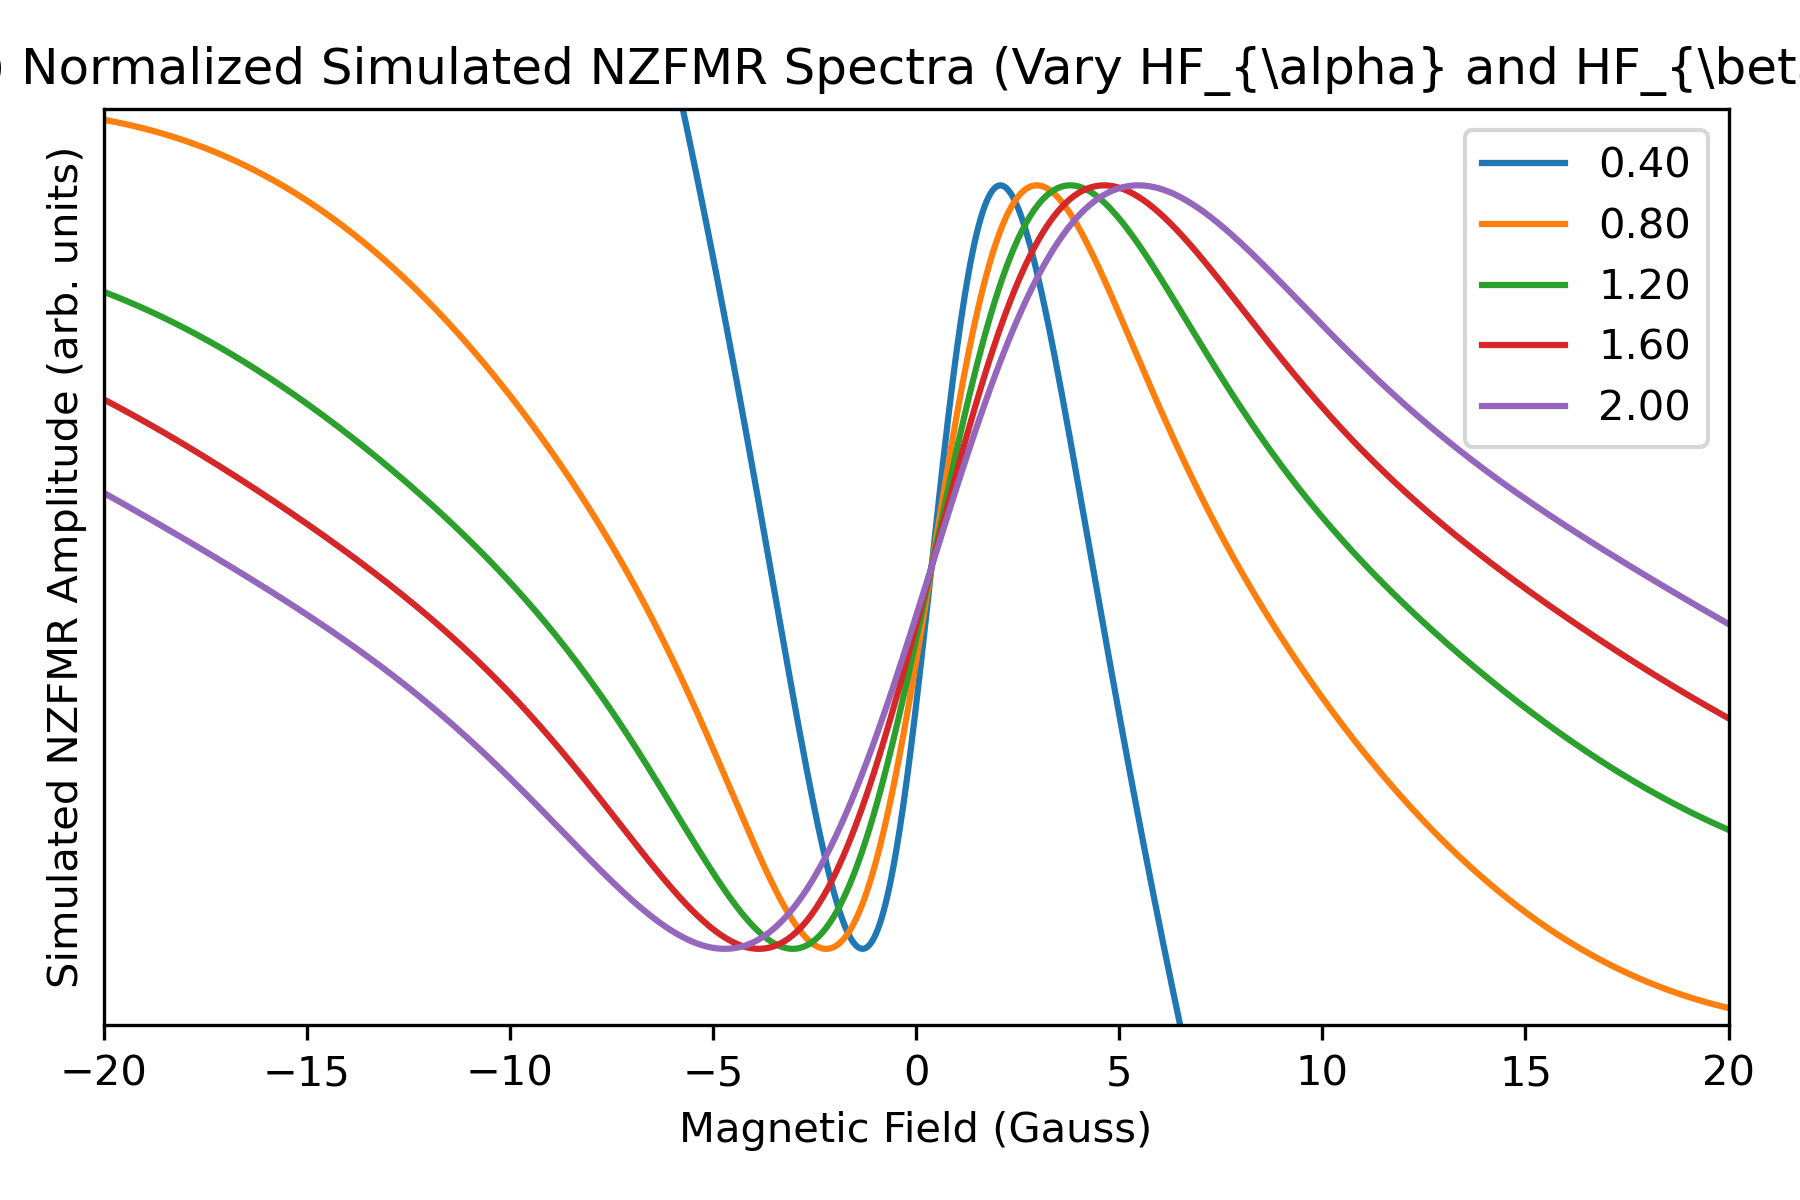 ) Normalized Simulated NZFMR Spectra (Vary HF_{\alpha} and HF_{\bet
Simulated NZFMR Amplitude (arb. units)
0.40
0.80
1.20
1.60
2.00
−20 −15 −10 −5 0 5 10 15 20
Magnetic Field (Gauss)